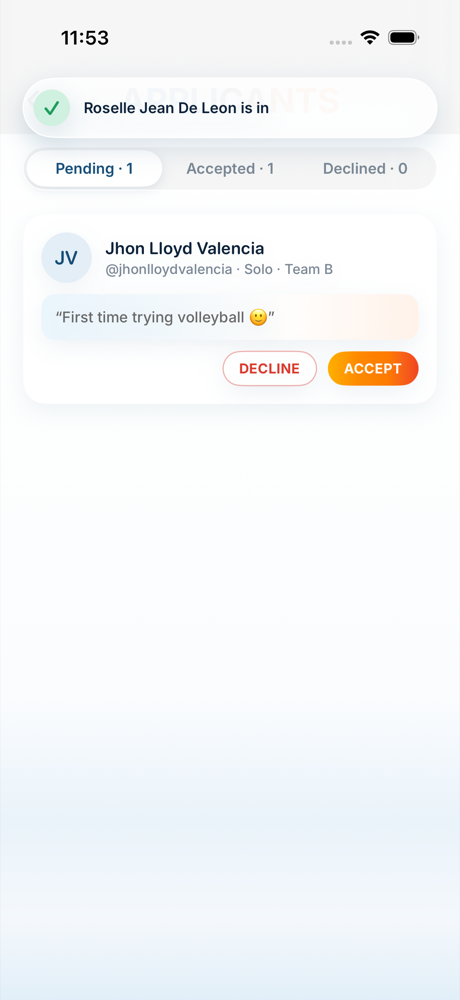 11:53
APPLICANTS
Roselle Jean De Leon is in
Pending · 1
Accepted · 1
Declined · 0
JV
Jhon Lloyd Valencia
@jhonlloydvalencia · Solo · Team B
“First time trying volleyball 🙂”
DECLINE
ACCEPT